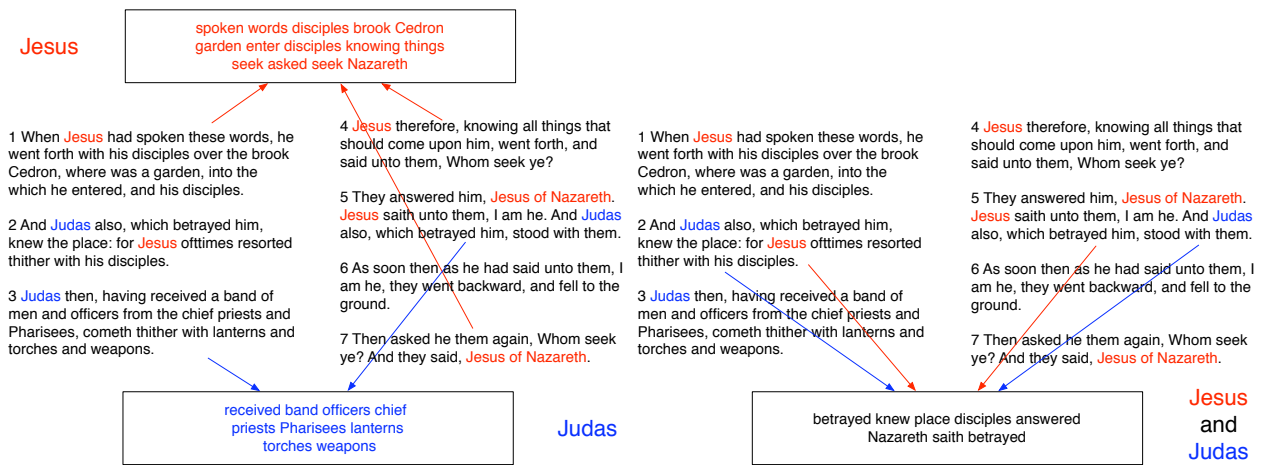 Jesus
spoken words disciples brook Cedron
garden enter disciples knowing things
seek asked seek Nazareth
1 When Jesus had spoken these words, he
went forth with his disciples over the brook
Cedron, where was a garden, into the
which he entered, and his disciples.
2 And Judas also, which betrayed him,
knew the place: for Jesus ofttimes resorted
thither with his disciples.
3 Judas then, having received a band of
men and officers from the chief priests and
Pharisees, cometh thither with lanterns and
torches and weapons.
4 Jesus therefore, knowing all things that
should come upon him, went forth, and
said unto them, Whom seek ye?
5 They answered him, Jesus of Nazareth.
Jesus saith unto them, I am he. And Judas
also, which betrayed him, stood with them.
6 As soon then as he had said unto them, I
am he, they went backward, and fell to the
ground.
7 Then asked he them again, Whom seek
ye? And they said, Jesus of Nazareth.
received band officers chief
priests Pharisees lanterns
torches weapons
Judas
1 When Jesus had spoken these words, he
went forth with his disciples over the brook
Cedron, where was a garden, into the
which he entered, and his disciples.
2 And Judas also, which betrayed him,
knew the place: for Jesus ofttimes resorted
thither with his disciples.
3 Judas then, having received a band of
men and officers from the chief priests and
Pharisees, cometh thither with lanterns and
torches and weapons.
4 Jesus therefore, knowing all things that
should come upon him, went forth, and
said unto them, Whom seek ye?
5 They answered him, Jesus of Nazareth.
Jesus saith unto them, I am he. And Judas
also, which betrayed him, stood with them.
6 As soon then as he had said unto them, I
am he, they went backward, and fell to the
ground.
7 Then asked he them again, Whom seek
ye? And they said, Jesus of Nazareth.
betrayed knew place disciples answered
Nazareth saith betrayed
Jesus
and
Judas